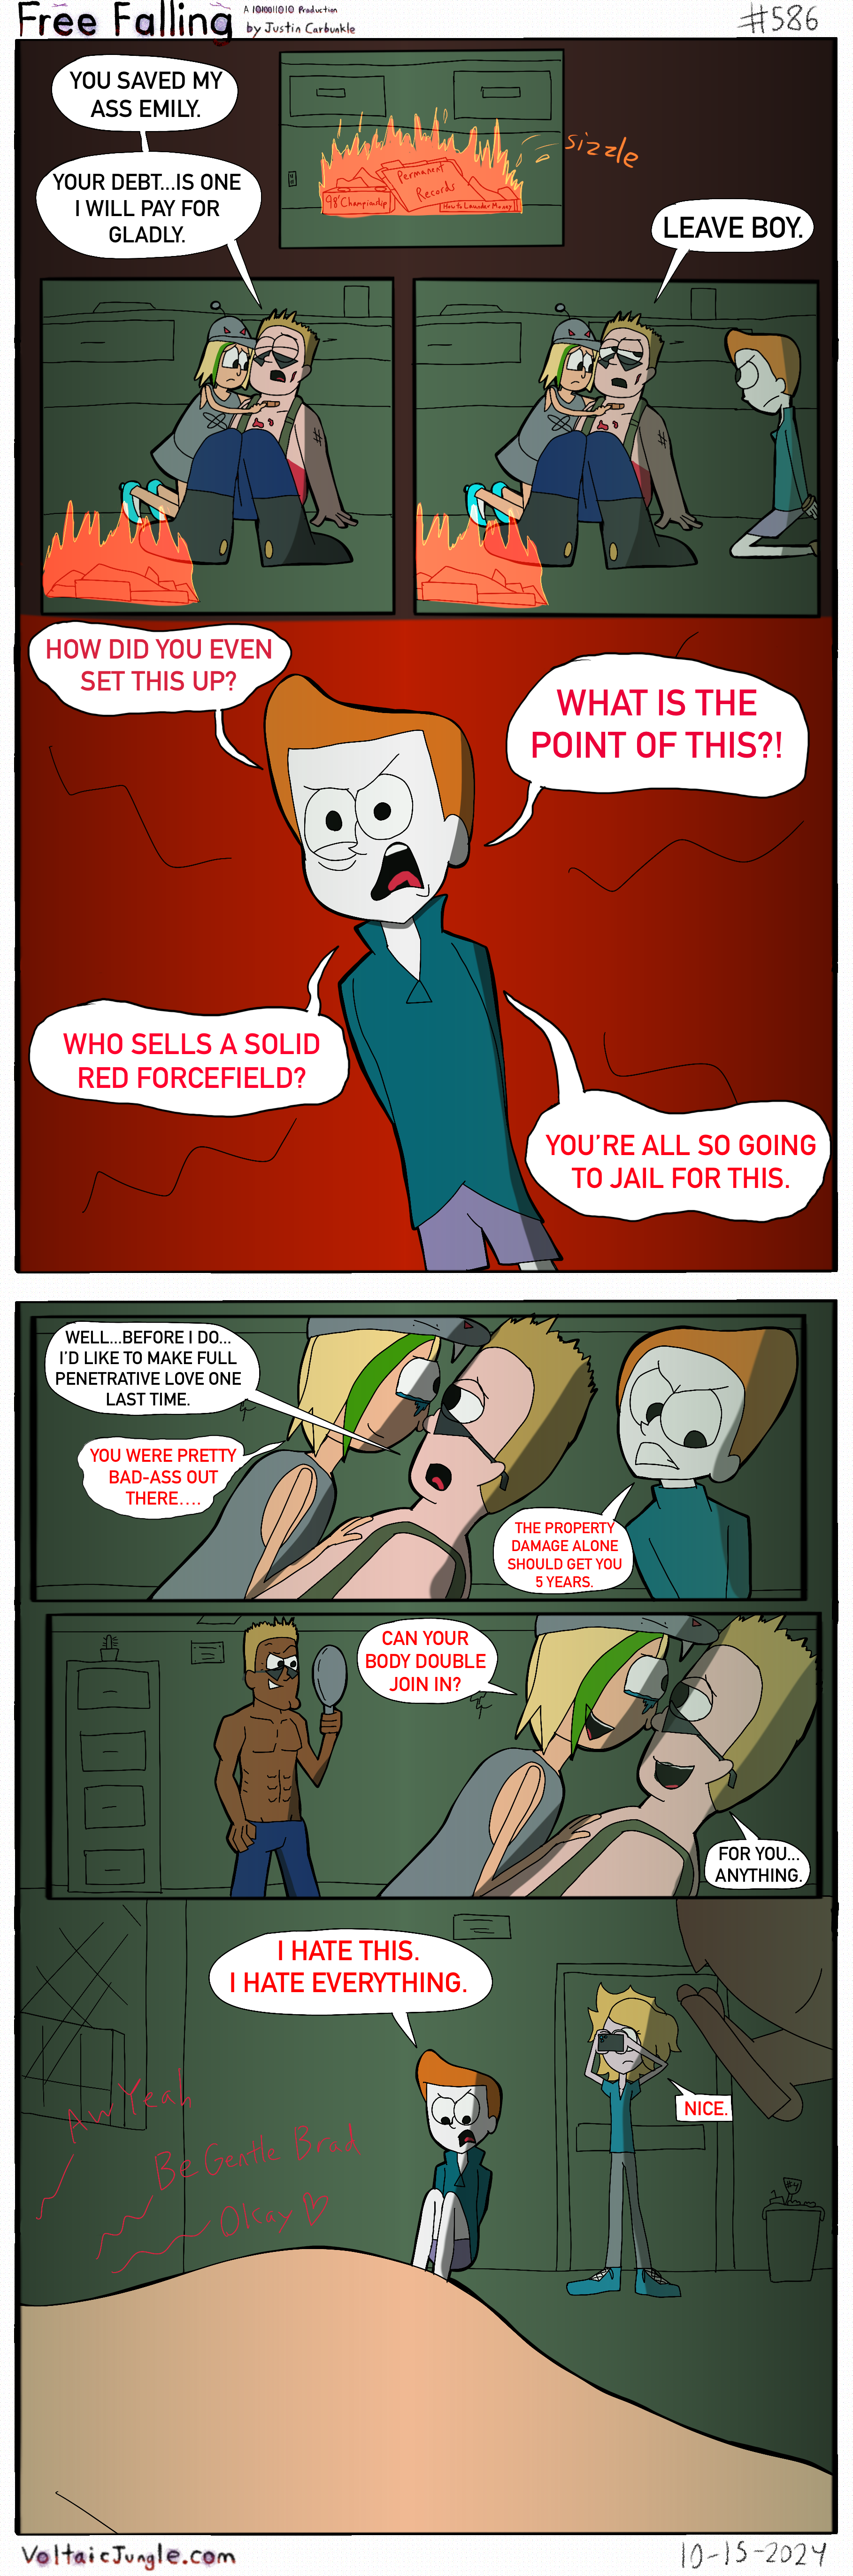 Free Falling
A 1010011010 Production
by Justin Carbunkle
#586
YOU SAVED MY
ASS EMILY.
YOUR DEBT...IS ONE
I WILL PAY FOR
GLADLY.
98' Championship
Permanent
Records
How to Launder Money
sizzle
LEAVE BOY.
HOW DID YOU EVEN
SET THIS UP?
WHAT IS THE
POINT OF THIS?!
WHO SELLS A SOLID
RED FORCEFIELD?
YOU'RE ALL SO GOING
TO JAIL FOR THIS.
WELL...BEFORE I DO...
I'D LIKE TO MAKE FULL
PENETRATIVE LOVE ONE
LAST TIME.
YOU WERE PRETTY
BAD-ASS OUT
THERE....
THE PROPERTY
DAMAGE ALONE
SHOULD GET YOU
5 YEARS.
CAN YOUR
BODY DOUBLE
JOIN IN?
FOR YOU...
ANYTHING.
I HATE THIS.
I HATE EVERYTHING.
NICE.
Aw Yeah
Be Gentle Brad
Okay
VoltaicJungle.com
10-15-2024